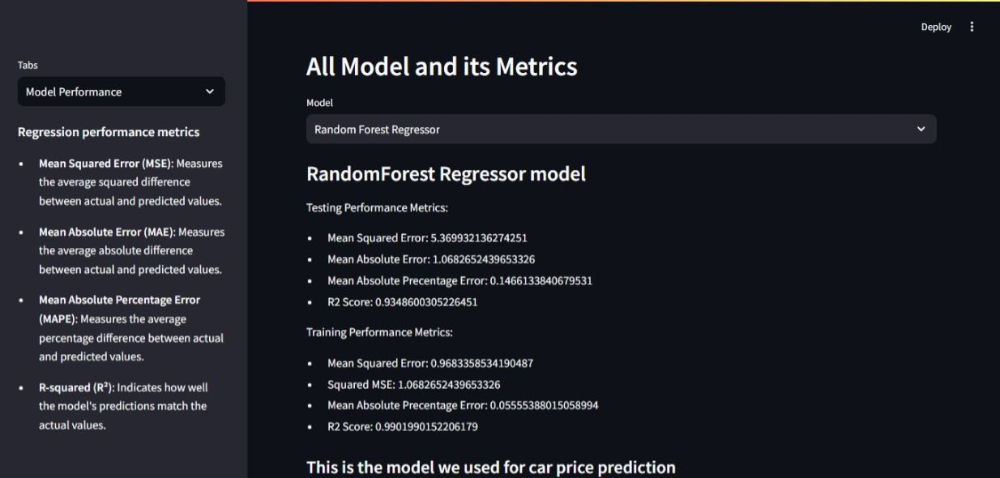 Tabs
Model Performance
Regression performance metrics
• Mean Squared Error (MSE): Measures
the average squared difference
between actual and predicted values.
• Mean Absolute Error (MAE): Measures
the average absolute difference
between actual and predicted values.
• Mean Absolute Percentage Error
(MAPE): Measures the average
percentage difference between actual
and predicted values.
• R-squared (R²): Indicates how well
the model's predictions match the
actual values.
Deploy
All Model and its Metrics
Model
Random Forest Regressor
RandomForest Regressor model
Testing Performance Metrics:
• Mean Squared Error: 5.369932136274251
• Mean Absolute Error: 1.0682652439653326
• Mean Absolute Precentage Error: 0.1466133840679531
• R2 Score: 0.9348600305226451
Training Performance Metrics:
• Mean Squared Error: 0.9683358534190487
• Squared MSE: 1.0682652439653326
• Mean Absolute Precentage Error: 0.05555388015058994
• R2 Score: 0.9901990152206179
This is the model we used for car price prediction